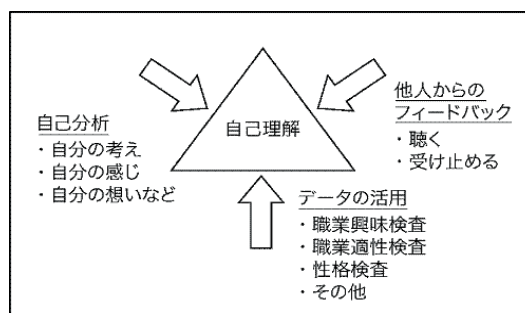 自己理解
自己分析
・自分の考え
・自分の感じ
・自分の想いなど
他人からの
フィードバック
・聴く
・受け止める
データの活用
・職業興味検査
・職業適性検査
・性格検査
・その他